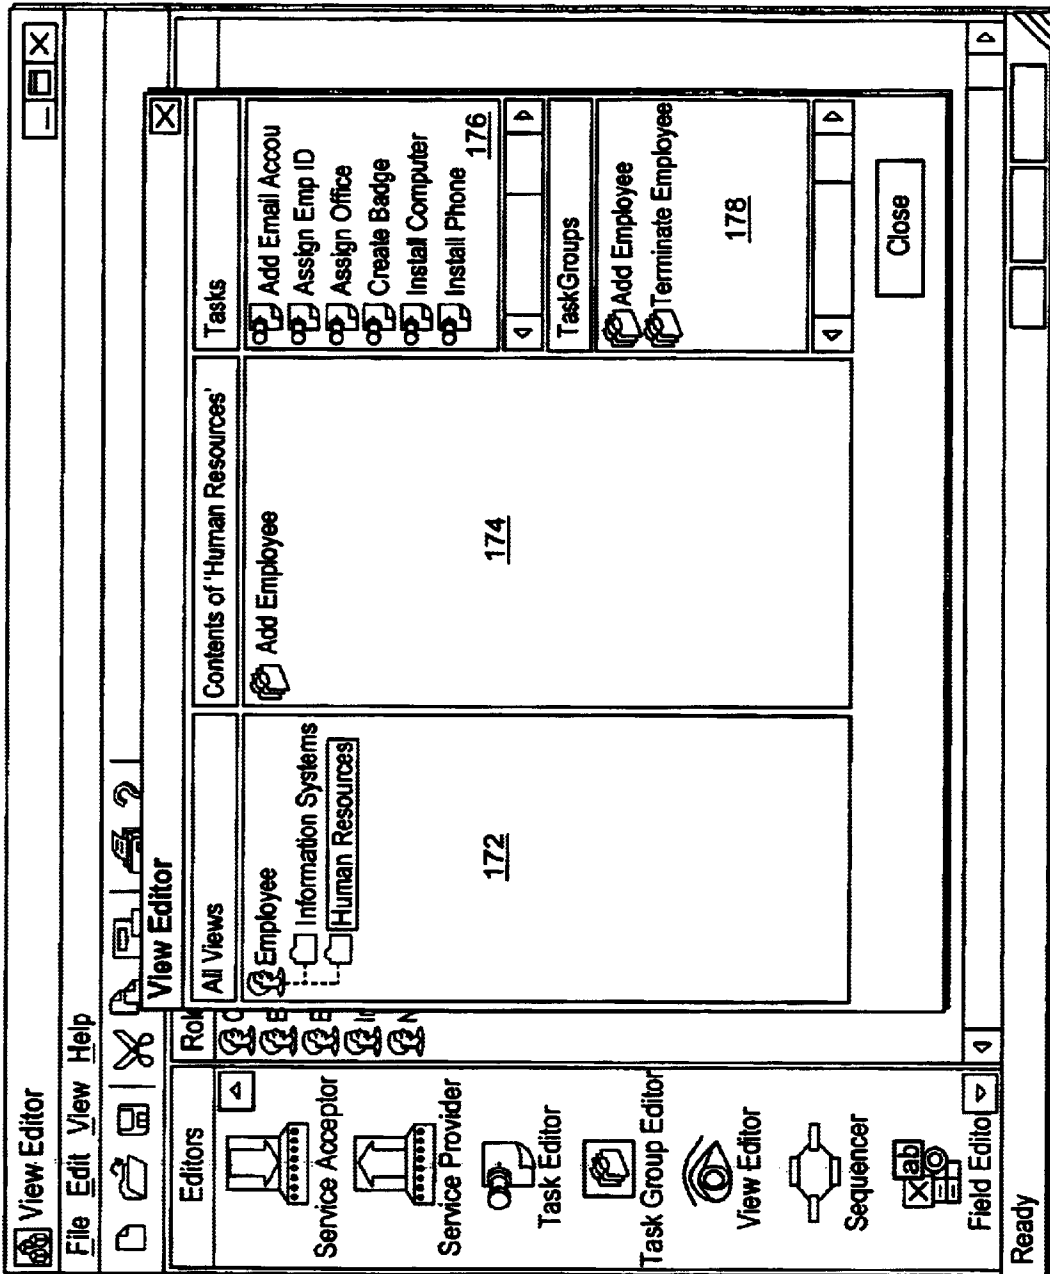 View Editor
File Edit View Help
Editors
Service Acceptor
Service Provider
Task Editor
Task Group Editor
View Editor
Sequencer
ab
Field Editor
Ready
View Editor
All Views
Employee
Information Systems
Human Resources
172
Contents of 'Human Resources'
Add Employee
174
Tasks
Add Email Accou
Assign Emp ID
Assign Office
Create Badge
Install Computer
Install Phone
176
TaskGroups
Add Employee
Terminate Employee
178
Close